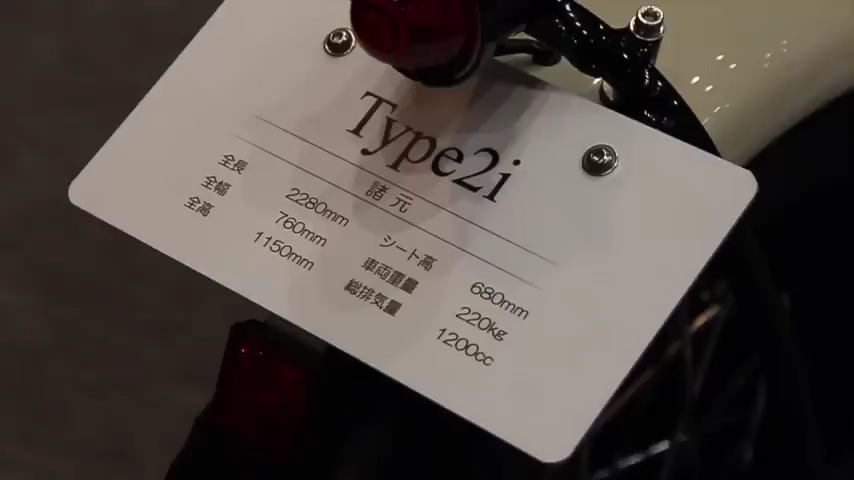 Type2i
諸元
全長 2280mm シート高 680mm
全幅 760mm 車両重量 220kg
全高 1150mm 総排気量 1200cc